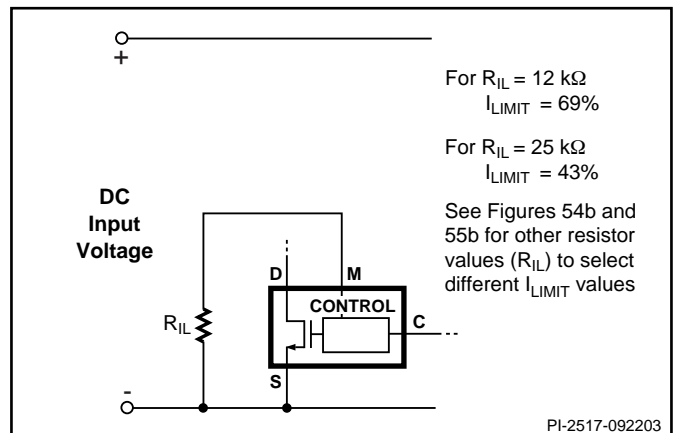 +
For R_IL = 12 kΩ
I_LIMIT = 69%
For R_IL = 25 kΩ
I_LIMIT = 43%
See Figures 54b and
55b for other resistor
values (R_IL) to select
different I_LIMIT values
DC
Input
Voltage
D M
CONTROL
C
R_IL
S
-
PI-2517-092203